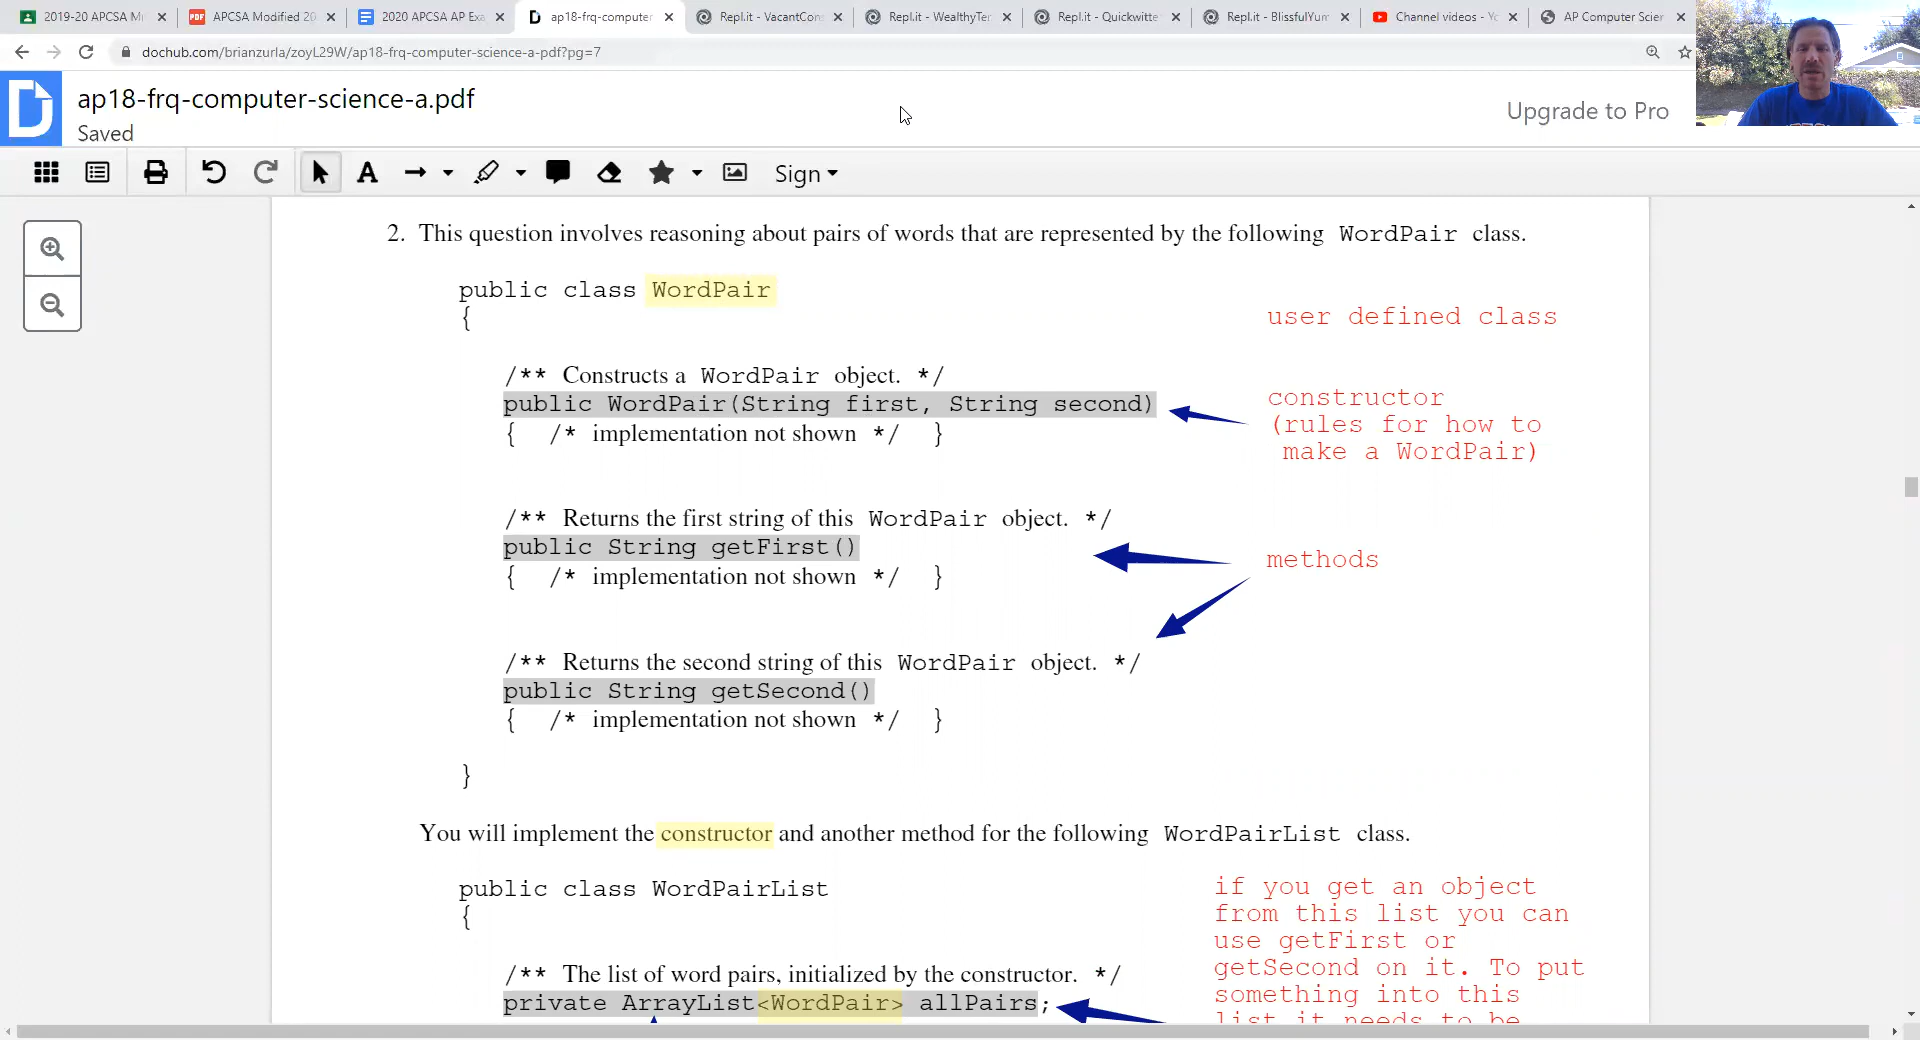 2019-20 APCSA M
APCSA Modified 20
2020 APCSA AP Exa
ap18-frq-computer
Repl.it - VacantCons
Repl.it - WealthyTer
Repl.it - Quickwitte
Repl.it - BlissfulYum
Channel videos - Yo
AP Computer Scien
dochub.com/brianzurla/zoyL29W/ap18-frq-computer-science-a-pdf?pg=7
ap18-frq-computer-science-a.pdf
Saved
Upgrade to Pro
Sign
2. This question involves reasoning about pairs of words that are represented by the following WordPair class.
public class WordPair
{
user defined class
/** Constructs a WordPair object. */
public WordPair(String first, String second)
{ /* implementation not shown */ }
constructor
(rules for how to
make a WordPair)
/** Returns the first string of this WordPair object. */
public String getFirst()
{ /* implementation not shown */ }
methods
/** Returns the second string of this WordPair object. */
public String getSecond()
{ /* implementation not shown */ }
}
You will implement the constructor and another method for the following WordPairList class.
public class WordPairList
{
/** The list of word pairs, initialized by the constructor. */
private ArrayList<WordPair> allPairs;
if you get an object
from this list you can
use getFirst or
getSecond on it. To put
something into this
list it needs to be